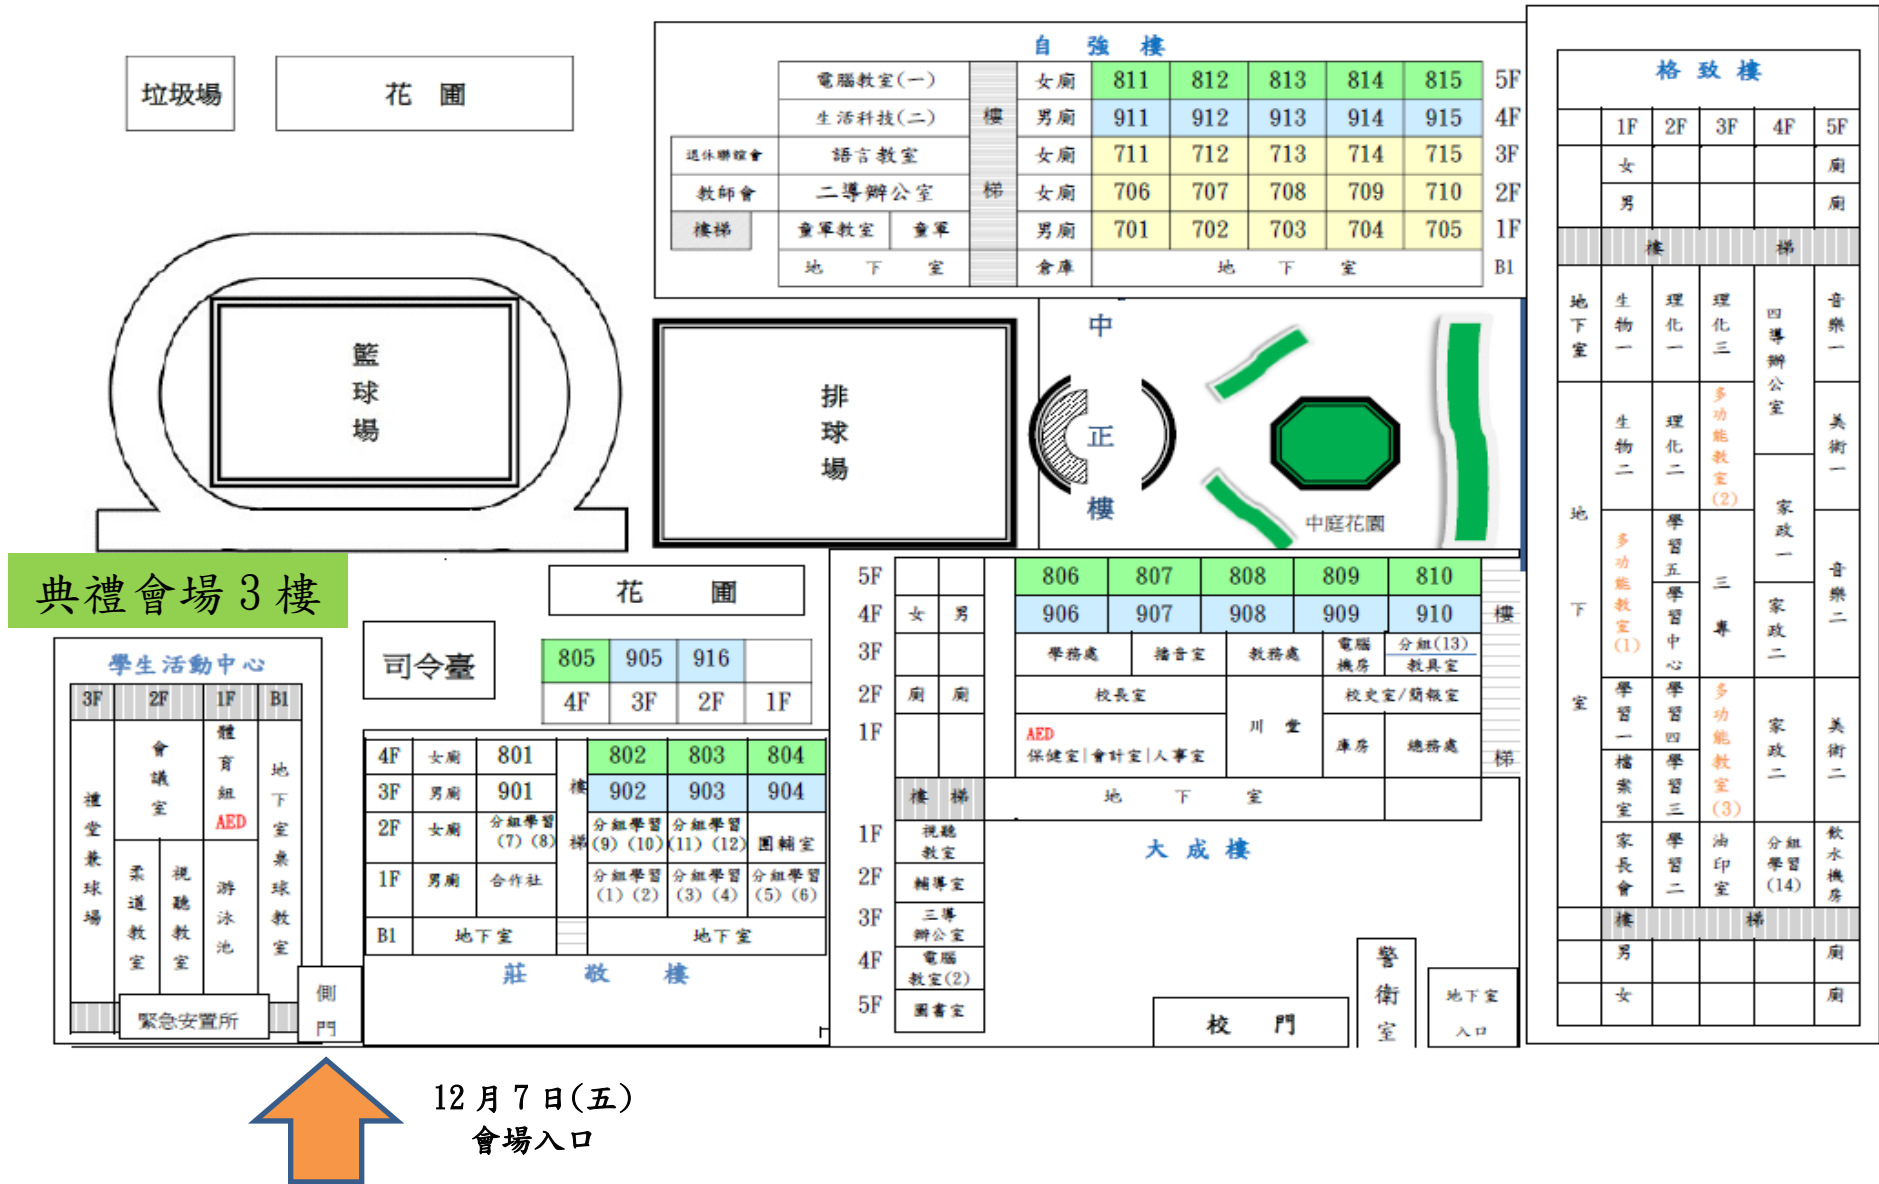 垃圾場
花 圃
自 強 樓
電腦教室(一) 女廁 811 812 813 814 815 5F
生活科技(二) 樓 男廁 911 912 913 914 915 4F
退休聯誼會 語言教室 女廁 711 712 713 714 715 3F
教師會 二導辦公室 梯 女廁 706 707 708 709 710 2F
樓梯 童軍教室 童軍 男廁 701 702 703 704 705 1F
地 下 室 倉庫 地 下 室 B1
格 致 樓
1F 2F 3F 4F 5F
女 廁
男 廁
樓 梯
地下室 生物一 理化一 理化三 四導辦公室 音樂一
生物二 理化二 多功能教室(2) 美術一
地下室
多功能教室(1) 學習五 三專 家政一 音樂二
學習中心 家政二
學習一 學習四 多功能教室(3) 家政二 美術二
檔案室 學習三
家長會 學習二 油印室 分組學習(14) 飲水機房
樓 梯
男 廁
女 廁
籃球場
排球場
中正樓
中庭花園
典禮會場3樓
學生活動中心
3F 2F 1F B1
禮堂兼球場
會議室
柔道教室
視聽教室
體育組
AED
游泳池
地下室桌球教室
緊急安置所
側門
花 圃
司令臺
805 905 916
4F 3F 2F 1F
4F 女廁 801 樓梯 802 803 804
3F 男廁 901 902 903 904
2F 女廁 分組學習(7)(8) 分組學習(9)(10) 分組學習(11)(12) 團輔室
1F 男廁 合作社 分組學習(1)(2) 分組學習(3)(4) 分組學習(5)(6)
B1 地下室 地下室
莊 敬 樓
5F 806 807 808 809 810
4F 女 男 906 907 908 909 910 樓
3F 學務處 播音室 教務處 電腦機房 分組(13) 教具室
2F 廁 廁 校長室 川堂 校史室/簡報室
1F AED
保健室|會計室|人事室 庫房 總務處 梯
樓 梯 地 下 室
大 成 樓
1F 視聽教室
2F 輔導室
3F 三導辦公室
4F 電腦教室(2)
5F 圖書室
校 門
警衛室
地下室
入口
12月7日(五)
會場入口